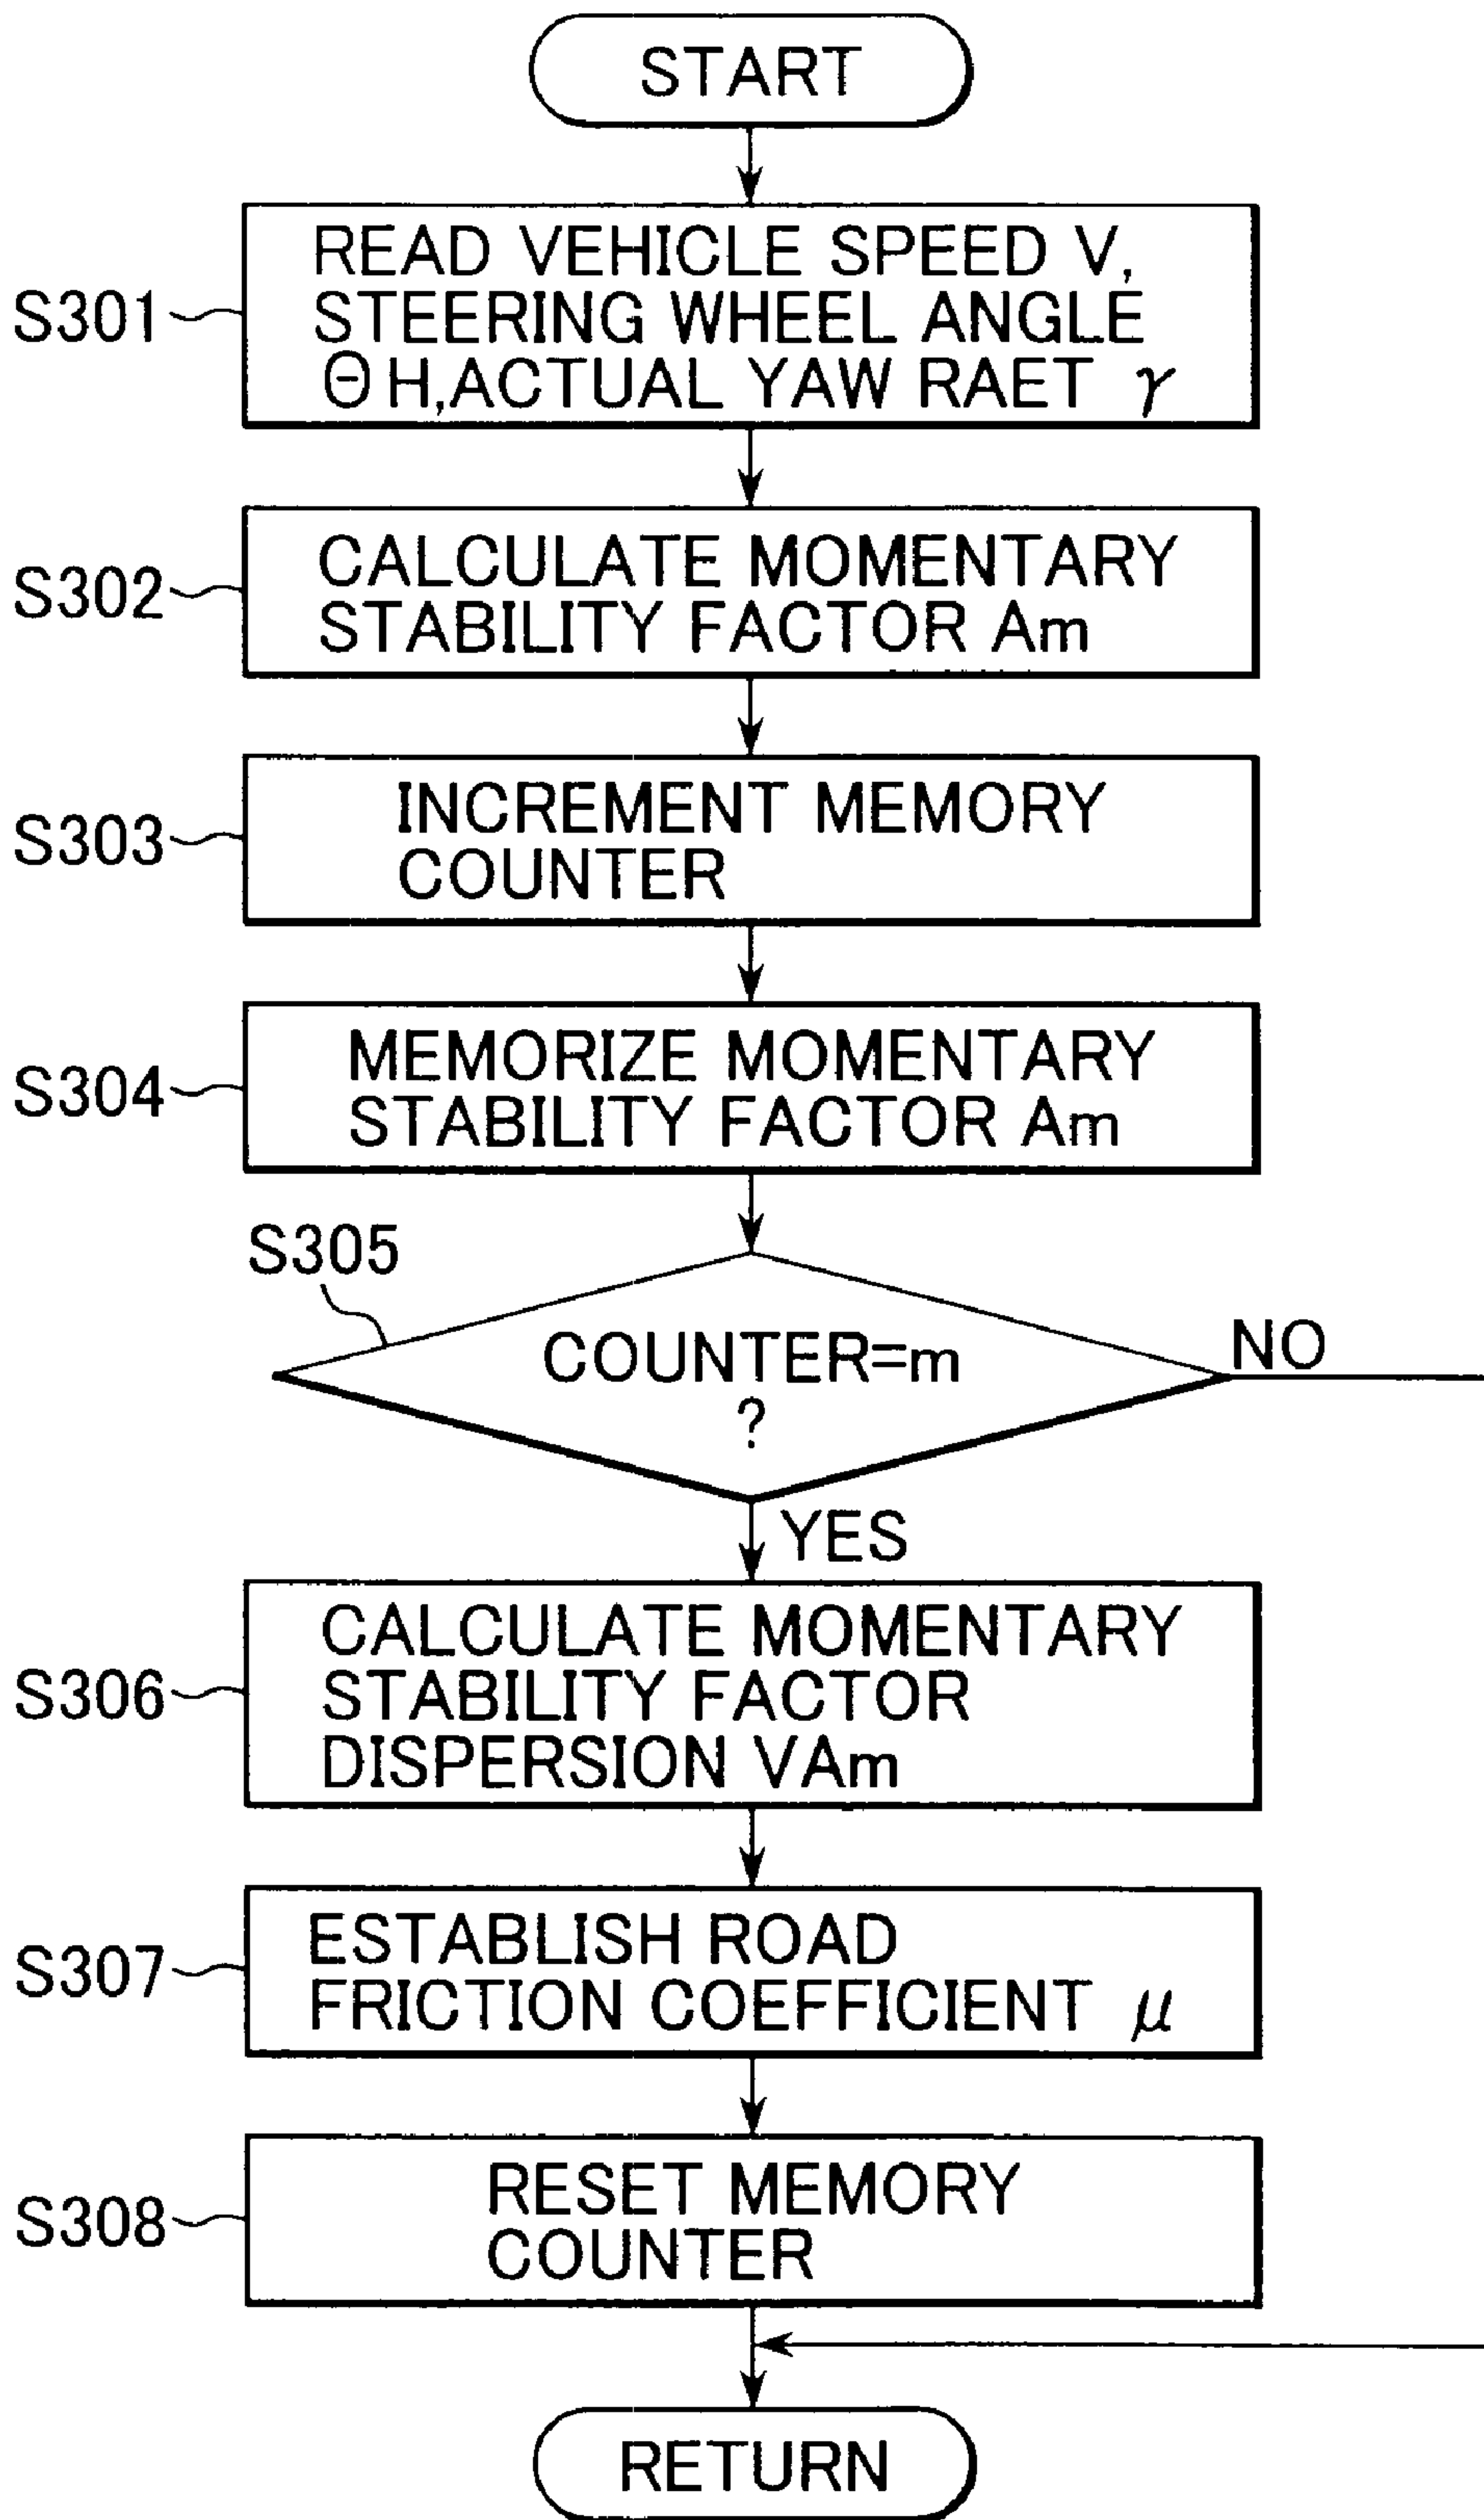 START
S301
READ VEHICLE SPEED V,
STEERING WHEEL ANGLE
ΘH,ACTUAL YAW RAET γ
S302
CALCULATE MOMENTARY
STABILITY FACTOR Am
S303
INCREMENT MEMORY
COUNTER
S304
MEMORIZE MOMENTARY
STABILITY FACTOR Am
S305
COUNTER=m
?
NO
YES
S306
CALCULATE MOMENTARY
STABILITY FACTOR
DISPERSION VAm
S307
ESTABLISH ROAD
FRICTION COEFFICIENT μ
S308
RESET MEMORY
COUNTER
RETURN